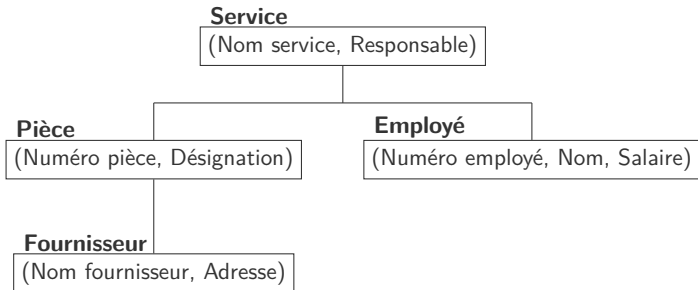 Service
(Nom service, Responsable)
Pièce
(Numéro pièce, Désignation)
Employé
(Numéro employé, Nom, Salaire)
Fournisseur
(Nom fournisseur, Adresse)